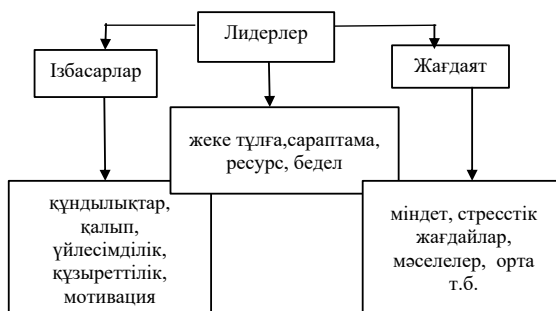 Лидерлер
Ізбасарлар
Жағдаят
жеке тұлға,сараптама,
ресурс, бедел
құндылықтар,
қалып,
үйлесімділік,
құзыреттілік,
мотивация
міндет, стресстік
жағдайлар,
мәселелер, орта
т.б.